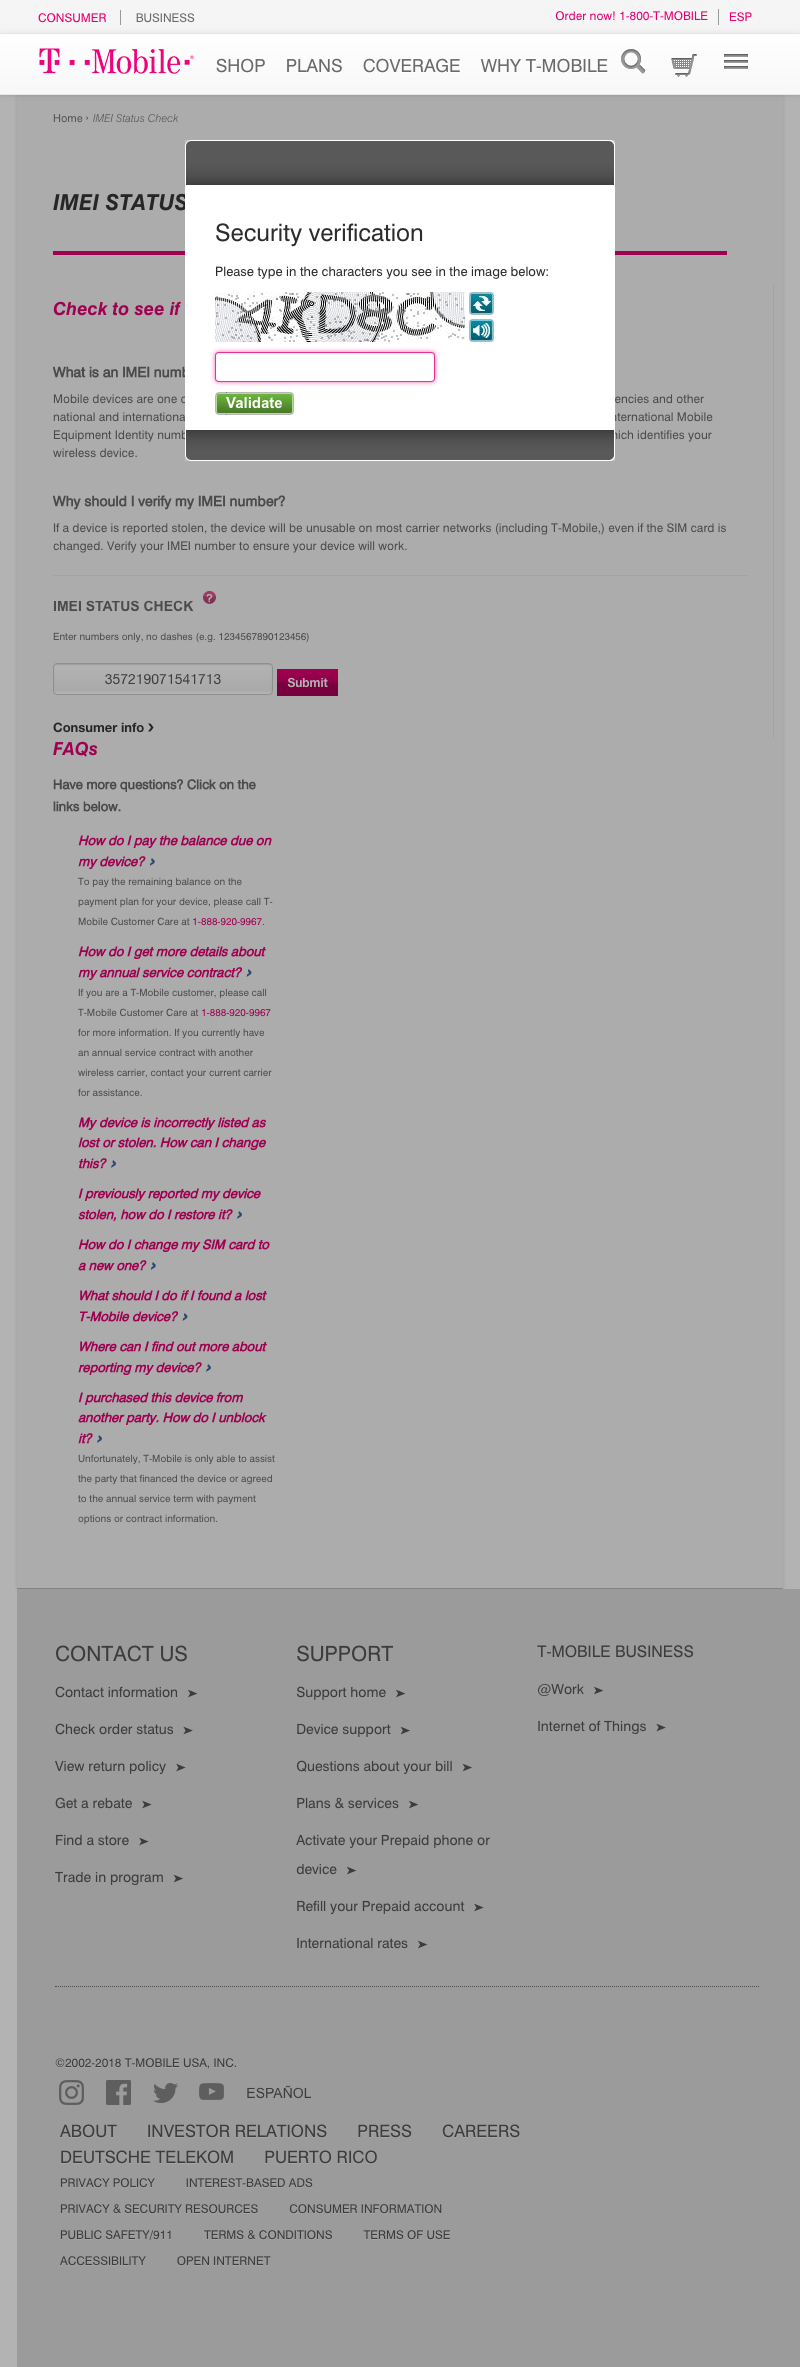 CONSUMER | BUSINESS
Order now! 1-800-T-MOBILE | ESP
T··Mobile·
SHOP PLANS COVERAGE WHY T-MOBILE
Home › IMEI Status Check
IMEI STATUS
Security verification
Please type in the characters you see in the image below:
4KD8C
Validate
Check to see if
What is an IMEI numb
Mobile devices are one o encies and other
national and internationa nternational Mobile
Equipment Identity numb ich identifies your
wireless device.
Why should I verify my IMEI number?
If a device is reported stolen, the device will be unusable on most carrier networks (including T-Mobile,) even if the SIM card is
changed. Verify your IMEI number to ensure your device will work.
IMEI STATUS CHECK ?
Enter numbers only, no dashes (e.g. 1234567890123456)
357219071541713 Submit
Consumer info ›
FAQs
Have more questions? Click on the
links below.
How do I pay the balance due on
my device? ›
To pay the remaining balance on the
payment plan for your device, please call T-
Mobile Customer Care at 1-888-920-9967.
How do I get more details about
my annual service contract? ›
If you are a T-Mobile customer, please call
T-Mobile Customer Care at 1-888-920-9967
for more information. If you currently have
an annual service contract with another
wireless carrier, contact your current carrier
for assistance.
My device is incorrectly listed as
lost or stolen. How can I change
this? ›
I previously reported my device
stolen, how do I restore it? ›
How do I change my SIM card to
a new one? ›
What should I do if I found a lost
T-Mobile device? ›
Where can I find out more about
reporting my device? ›
I purchased this device from
another party. How do I unblock
it? ›
Unfortunately, T-Mobile is only able to assist
the party that financed the device or agreed
to the annual service term with payment
options or contract information.
CONTACT US
Contact information ➤
Check order status ➤
View return policy ➤
Get a rebate ➤
Find a store ➤
Trade in program ➤
SUPPORT
Support home ➤
Device support ➤
Questions about your bill ➤
Plans & services ➤
Activate your Prepaid phone or
device ➤
Refill your Prepaid account ➤
International rates ➤
T-MOBILE BUSINESS
@Work ➤
Internet of Things ➤
©2002-2018 T-MOBILE USA, INC.
ESPAÑOL
ABOUT INVESTOR RELATIONS PRESS CAREERS
DEUTSCHE TELEKOM PUERTO RICO
PRIVACY POLICY INTEREST-BASED ADS
PRIVACY & SECURITY RESOURCES CONSUMER INFORMATION
PUBLIC SAFETY/911 TERMS & CONDITIONS TERMS OF USE
ACCESSIBILITY OPEN INTERNET